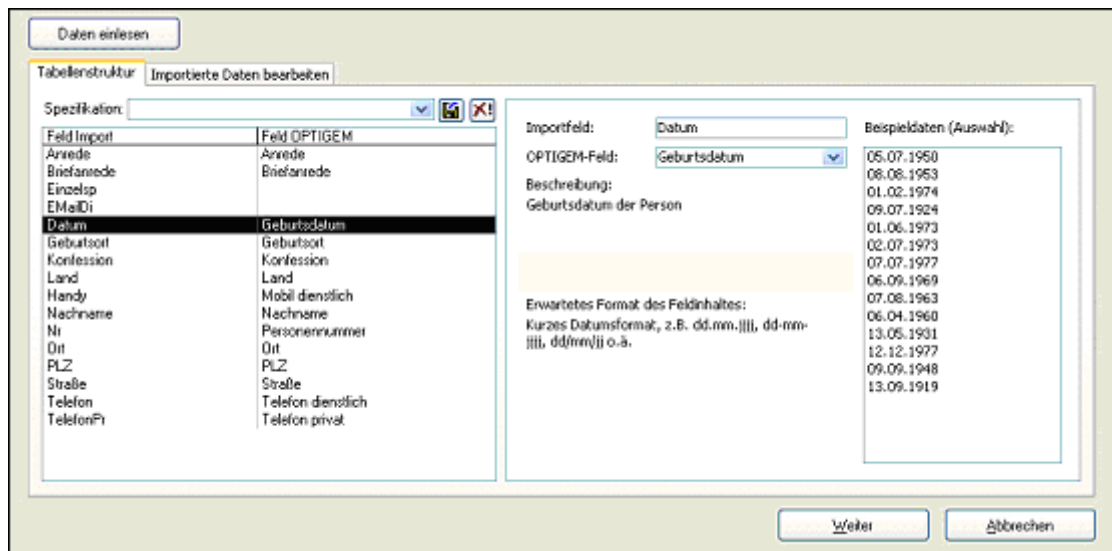 Daten einlesen
Tabellenstruktur Importierte Daten bearbeiten
Spezifikation:
Feld Import Feld OPTIGEM
Anrede Anrede
Briefanrede Briefanrede
Einzelsp
EMailDi
Datum Geburtsdatum
Geburtsort Geburtsort
Konfession Konfession
Land Land
Handy Mobil dienstlich
Nachname Nachname
Nr Personennummer
Ort Ort
PLZ PLZ
Straße Straße
Telefon Telefon dienstlich
TelefonPr Telefon privat
Importfeld: Datum
OPTIGEM-Feld: Geburtsdatum
Beschreibung:
Geburtsdatum der Person
Erwartetes Format des Feldinhaltes:
Kurzes Datumsformat, z.B. dd.mm.jjjj, dd-mm-
jjjj, dd/mm/jj o.ä.
Beispieldaten (Auswahl):
05.07.1950
08.08.1953
01.02.1974
09.07.1924
01.06.1973
02.07.1973
07.07.1977
06.09.1969
07.08.1963
06.04.1960
13.05.1931
12.12.1977
09.09.1948
13.09.1919
Weiter Abbrechen